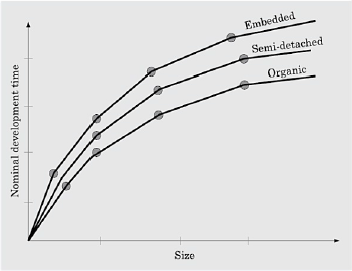 Embedded
Semi-detached
Organic
Nominal development time
Size